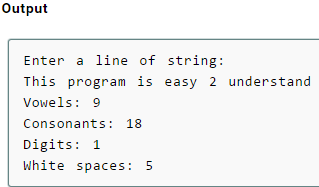 Output
Enter a line of string:
This program is easy 2 understand
Vowels: 9
Consonants: 18
Digits: 1
White spaces: 5